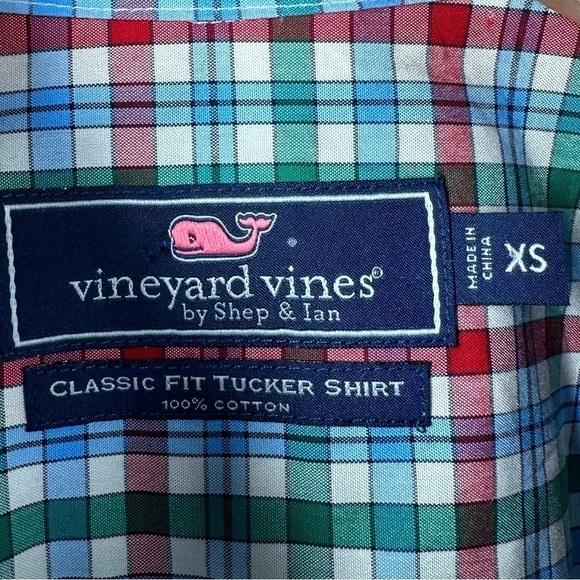 vineyard vines®
by Shep & Ian
MADE IN
CHINA
XS
CLASSIC FIT TUCKER SHIRT
100% COTTON